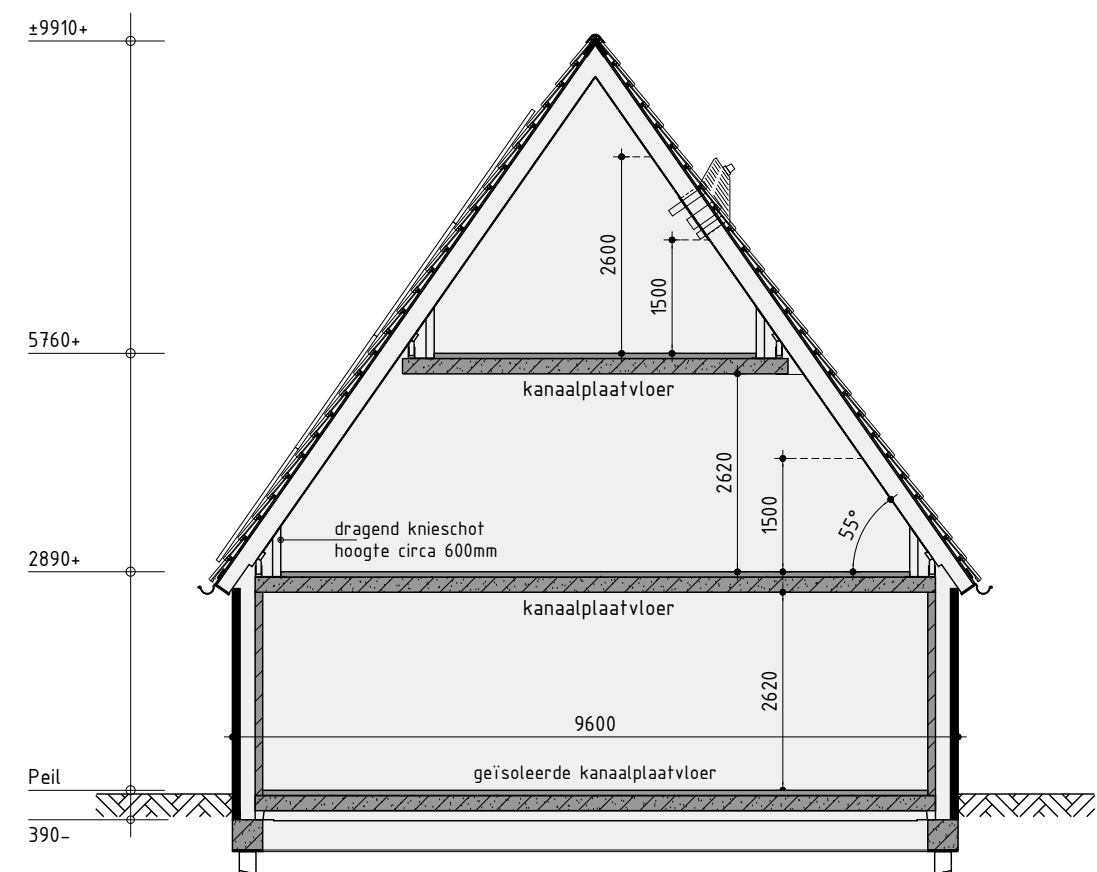 ±9910+
2600
1500
5760+
kanaalplaatvloer
2620
1500
55°
dragend knieschot
hoogte circa 600mm
2890+
kanaalplaatvloer
2620
9600
geïsoleerde kanaalplaatvloer
Peil
390-